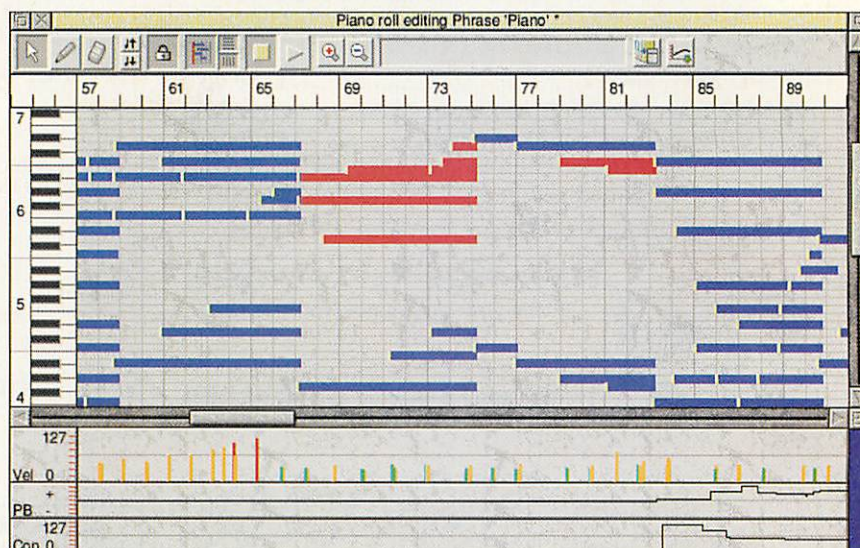 Piano roll editing Phrase 'Piano' *
57 61 65 69 73 77 81 85 89
7
6
5
4
127
Vel 0
+
PB -
127
Con 0